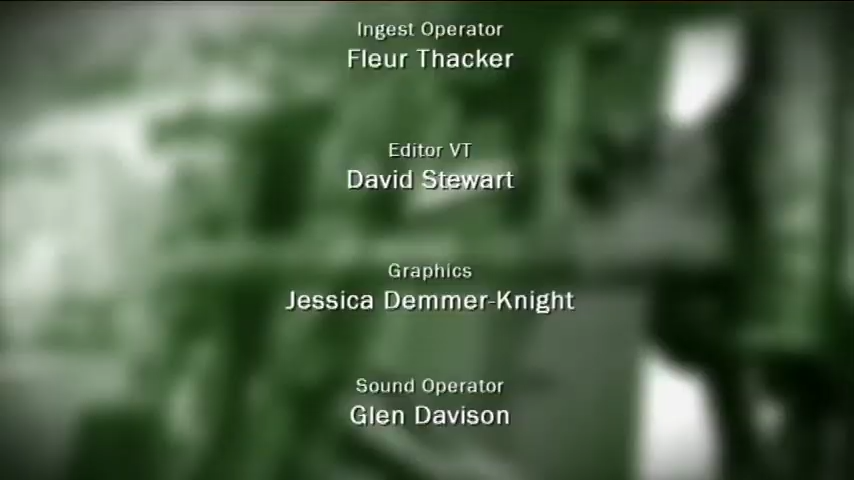 Ingest Operator
Fleur Thacker
Editor VT
David Stewart
Graphics
Jessica Demmer-Knight
Sound Operator
Glen Davison